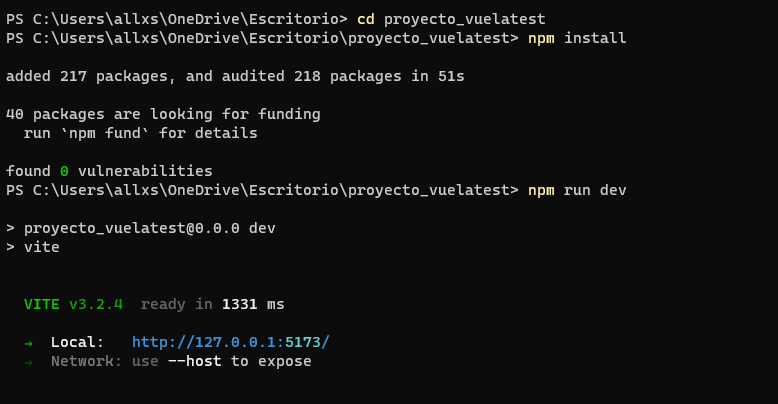 PS C:\Users\allxs\OneDrive\Escritorio> cd proyecto_vuelatest
PS C:\Users\allxs\OneDrive\Escritorio\proyecto_vuelatest> npm install
added 217 packages, and audited 218 packages in 51s
40 packages are looking for funding
  run `npm fund` for details
found 0 vulnerabilities
PS C:\Users\allxs\OneDrive\Escritorio\proyecto_vuelatest> npm run dev
> proyecto_vuelatest@0.0.0 dev
> vite
  VITE v3.2.4  ready in 1331 ms
  ➜  Local:   http://127.0.0.1:5173/
  ➜  Network: use --host to expose